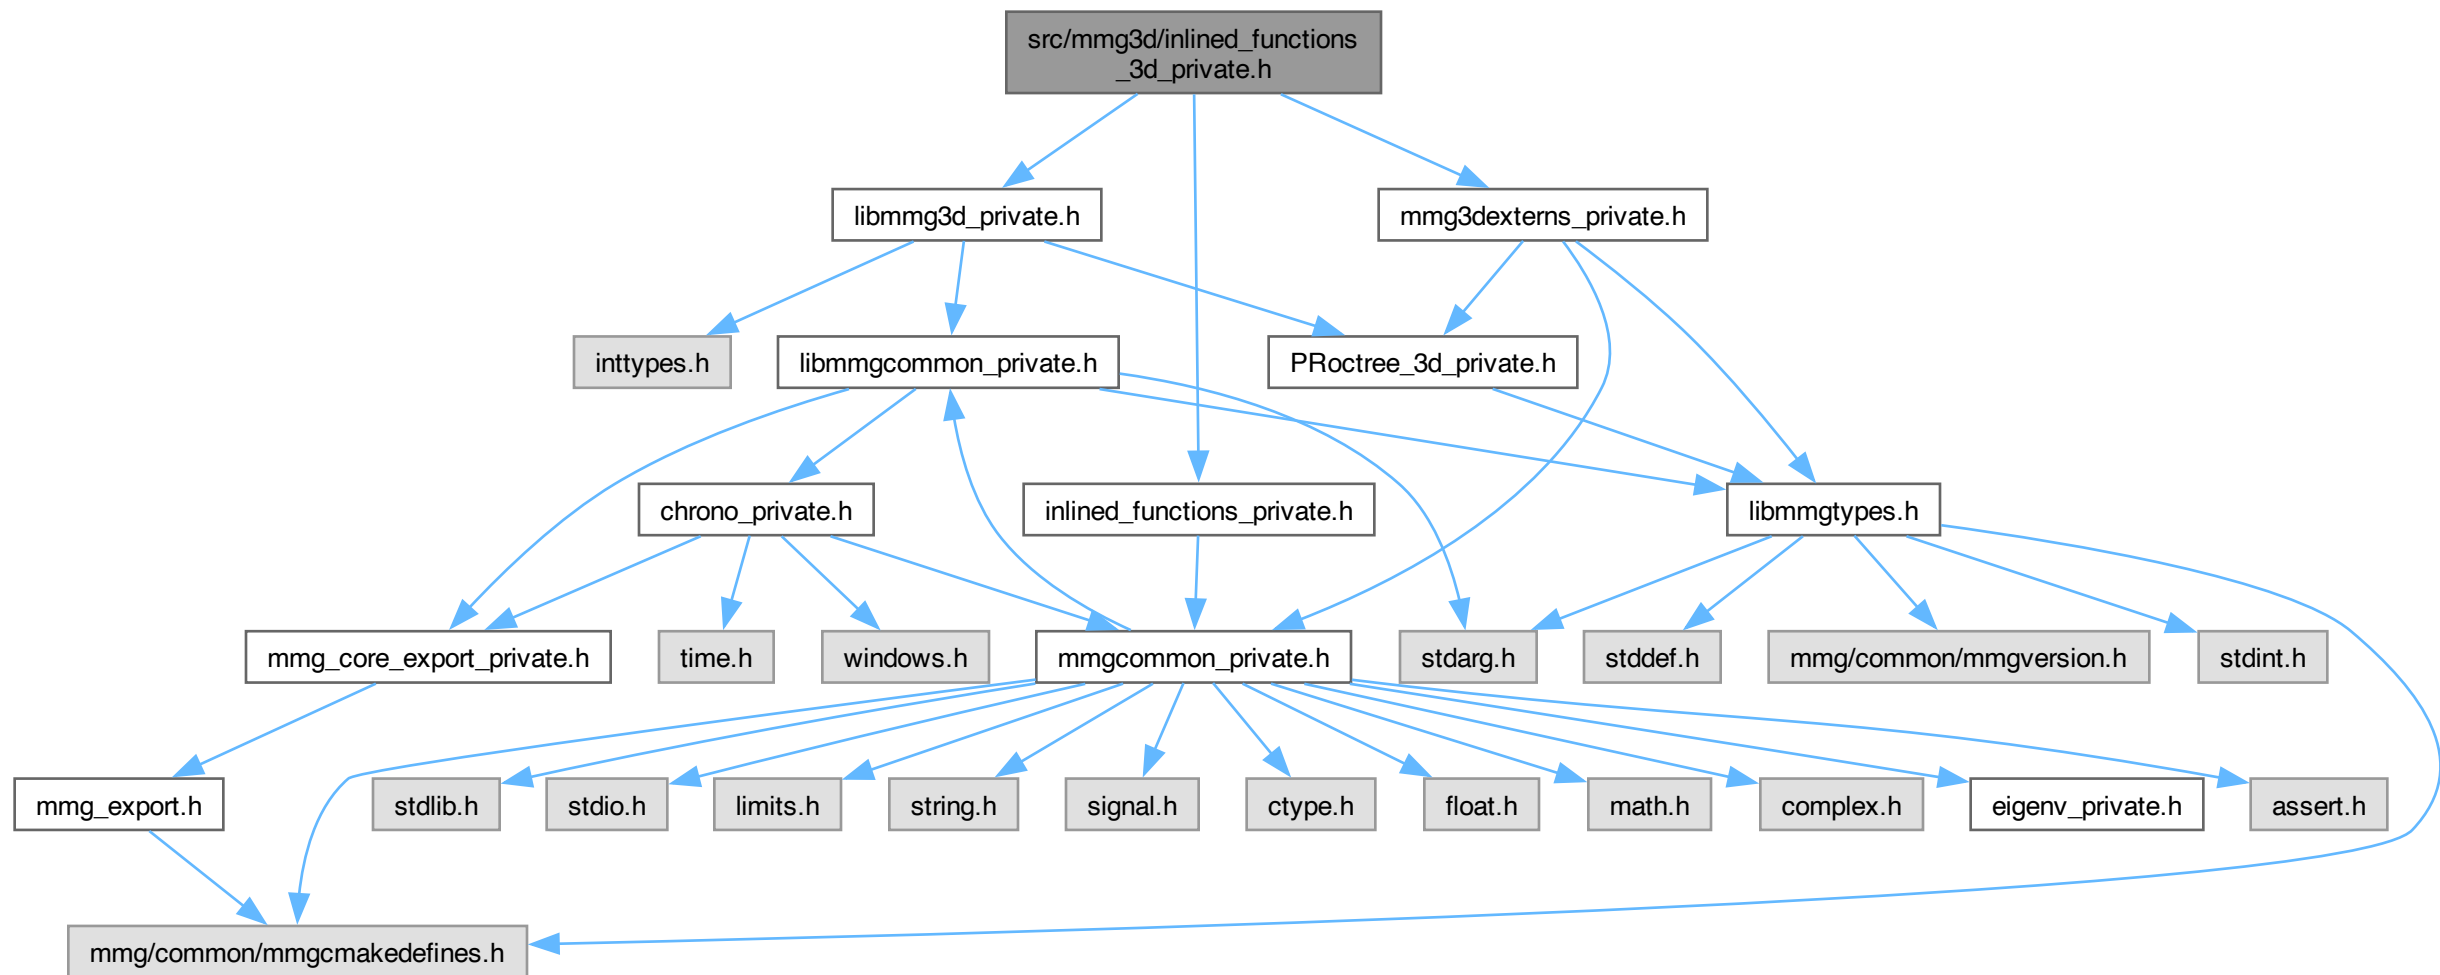 src/mmg3d/inlined_functions
_3d_private.h
libmmg3d_private.h
mmg3dexterns_private.h
inttypes.h
libmmgcommon_private.h
PRoctree_3d_private.h
chrono_private.h
inlined_functions_private.h
libmmgtypes.h
mmg_core_export_private.h
time.h
windows.h
mmgcommon_private.h
stdarg.h
stddef.h
mmg/common/mmgversion.h
stdint.h
mmg_export.h
stdlib.h
stdio.h
limits.h
string.h
signal.h
ctype.h
float.h
math.h
complex.h
eigenv_private.h
assert.h
mmg/common/mmgcmakedefines.h